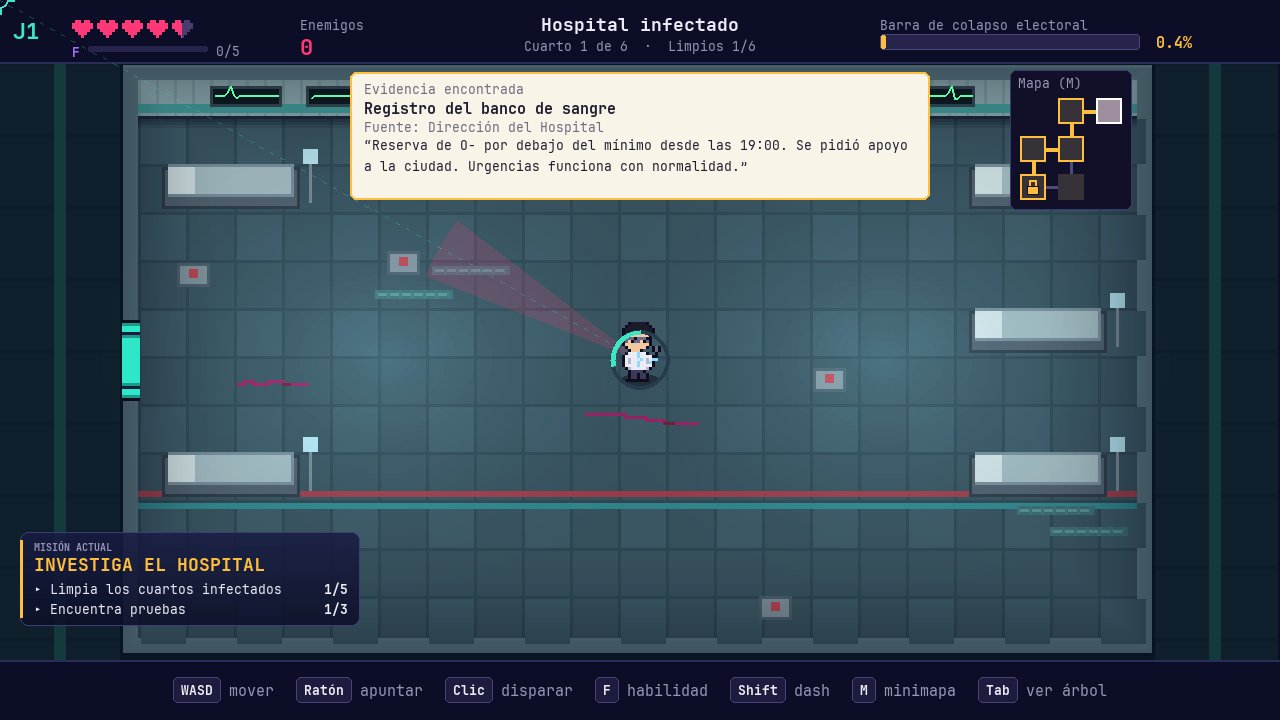 J1
F
0/5
Enemigos
0
Hospital infectado
Cuarto 1 de 6 · Limpios 1/6
Barra de colapso electoral
0.4%
Evidencia encontrada
Registro del banco de sangre
Fuente: Dirección del Hospital
“Reserva de O- por debajo del mínimo desde las 19:00. Se pidió apoyo
a la ciudad. Urgencias funciona con normalidad.”
Mapa (M)
MISIÓN ACTUAL
INVESTIGA EL HOSPITAL
▸ Limpia los cuartos infectados 1/5
▸ Encuentra pruebas 1/3
WASD mover Ratón apuntar Clic disparar F habilidad Shift dash M minimapa Tab ver árbol